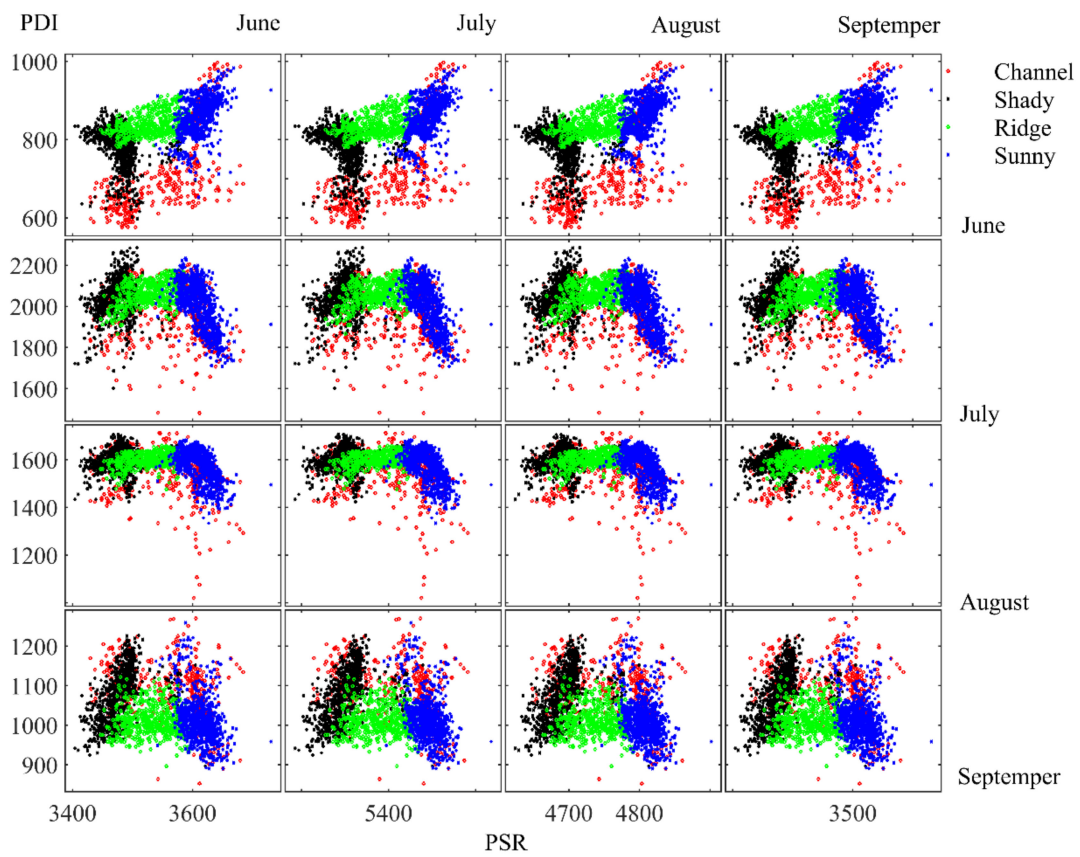 PDI June July August Septemper
1000 Channel
Shady
800 Ridge
Sunny
600
June
2200
2000
1800
1600
July
1600
1400
1200
August
1200
1100
1000
900
Septemper
3400 3600 5400 4700 4800 3500
PSR